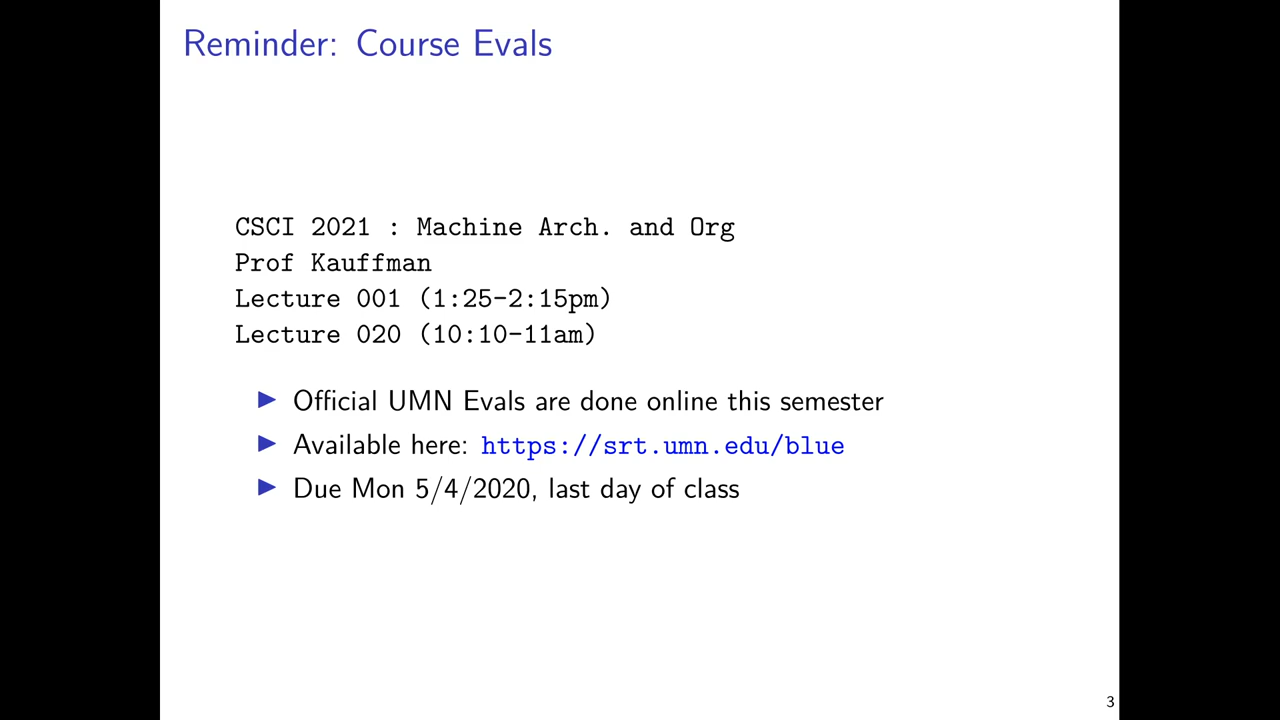 Reminder: Course Evals
CSCI 2021 : Machine Arch. and Org
Prof Kauffman
Lecture 001 (1:25-2:15pm)
Lecture 020 (10:10-11am)
▶ Official UMN Evals are done online this semester
▶ Available here: https://srt.umn.edu/blue
▶ Due Mon 5/4/2020, last day of class
3